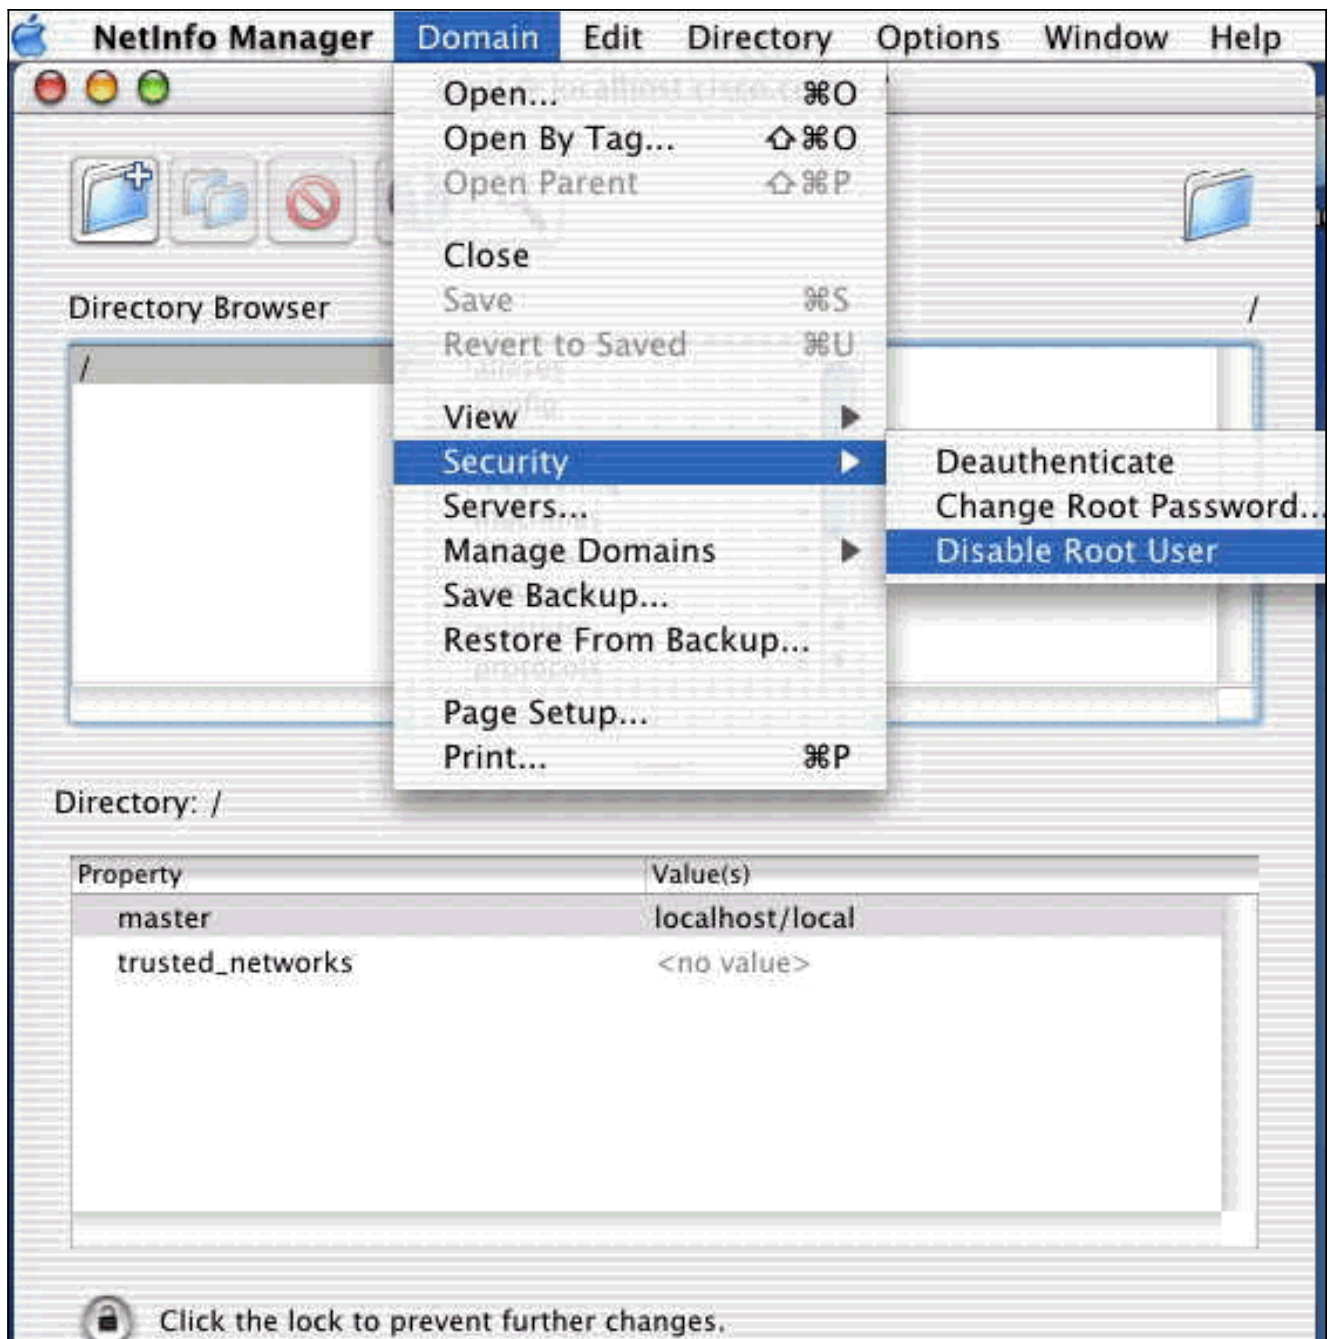 NetInfo Manager Domain Edit Directory Options Window Help
Open... ⌘O
Open By Tag... ⇧⌘O
Open Parent ⇧⌘P
Close
Save ⌘S
Revert to Saved ⌘U
View
Security
Servers...
Manage Domains
Save Backup...
Restore From Backup...
Page Setup...
Print... ⌘P
Deauthenticate
Change Root Password...
Disable Root User
Directory Browser /
/
protocols
Directory: /
Property Value(s)
master localhost/local
trusted_networks <no value>
Click the lock to prevent further changes.